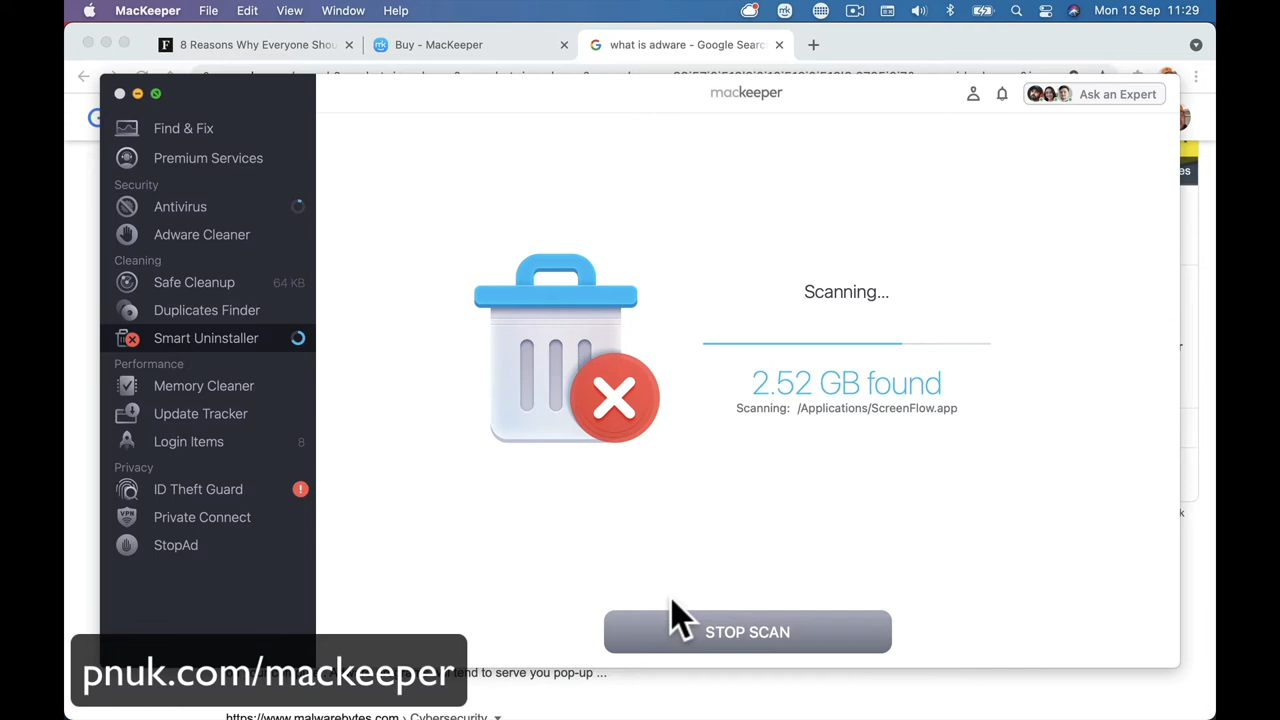 MacKeeper File Edit View Window Help
Mon 13 Sep 11:29
8 Reasons Why Everyone Shou
Buy - MacKeeper
what is adware - Google Search
mackeeper
Ask an Expert
Find & Fix
Premium Services
Security
Antivirus
Adware Cleaner
Cleaning
Safe Cleanup 64 KB
Duplicates Finder
Smart Uninstaller
Performance
Memory Cleaner
Update Tracker
Login Items 8
Privacy
ID Theft Guard
VPN Private Connect
StopAd
Scanning...
2.52 GB found
Scanning: /Applications/ScreenFlow.app
STOP SCAN
pnuk.com/mackeeper
tend to serve you pop-up ...
https://www.malwarebytes.com › Cybersecurity